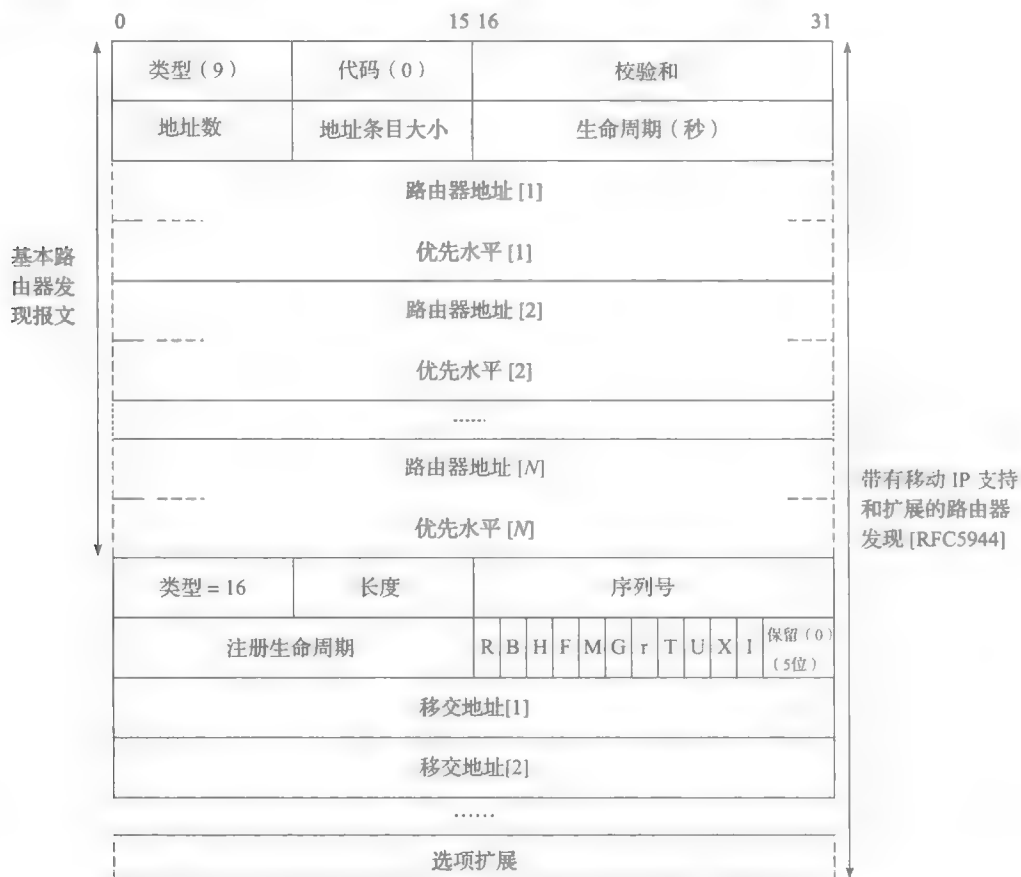 0 15 16 31
类型（9） 代码（0） 校验和
地址数 地址条目大小 生命周期（秒）
路由器地址 [1]
优先水平 [1]
路由器地址 [2]
优先水平 [2]
……
路由器地址 [N]
优先水平 [N]
类型 = 16 长度 序列号
注册生命周期 R B H F M G r T U X I 保留（0）
（5位）
移交地址[1]
移交地址[2]
……
选项扩展
基本路
由器发
现报文
带有移动 IP 支持
和扩展的路由器
发现 [RFC5944]